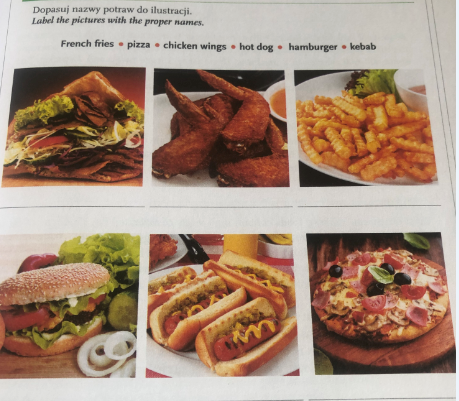 Dopasuj nazwy potraw do ilustracji.
Label the pictures with the proper names.
French fries • pizza • chicken wings • hot dog • hamburger • kebab